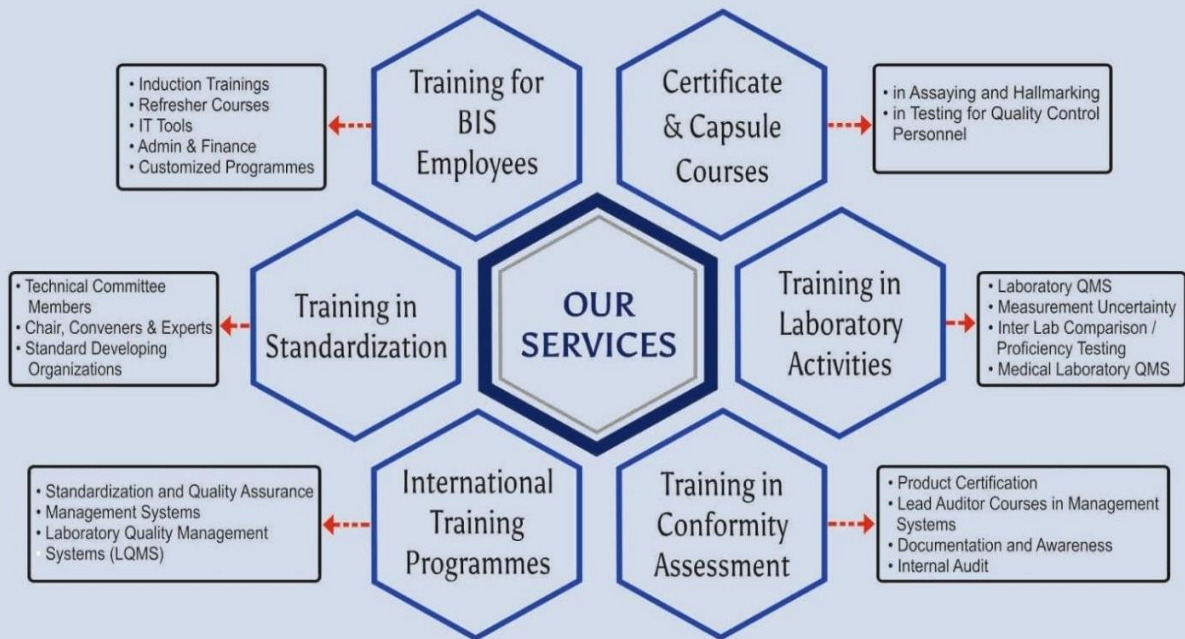 Training for
BIS
Employees
• Induction Trainings
• Refresher Courses
• IT Tools
• Admin & Finance
• Customized Programmes
Certificate
& Capsule
Courses
• in Assaying and Hallmarking
• in Testing for Quality Control
Personnel
Training in
Standardization
• Technical Committee
Members
• Chair, Conveners & Experts
• Standard Developing
Organizations
OUR
SERVICES
Training in
Laboratory
Activities
• Laboratory QMS
• Measurement Uncertainty
• Inter Lab Comparison /
Proficiency Testing
• Medical Laboratory QMS
International
Training
Programmes
• Standardization and Quality Assurance
• Management Systems
• Laboratory Quality Management
• Systems (LQMS)
Training in
Conformity
Assessment
• Product Certification
• Lead Auditor Courses in Management
Systems
• Documentation and Awareness
• Internal Audit